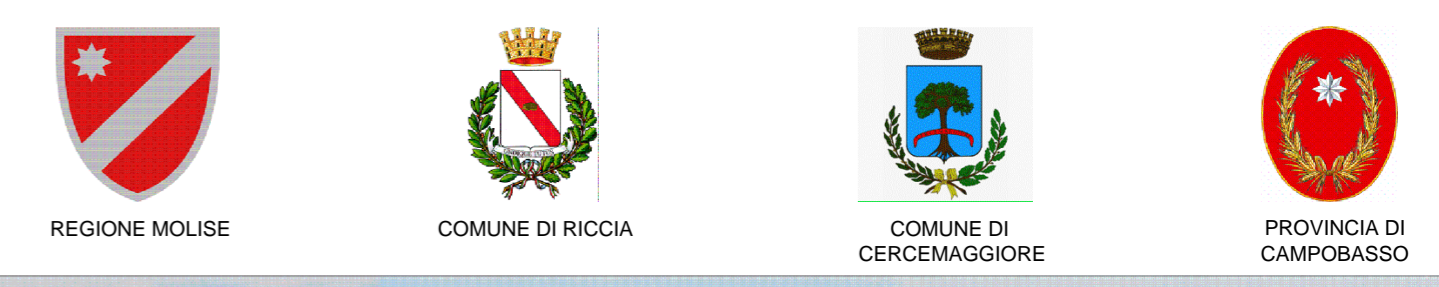 REGIONE MOLISE
COMUNE DI RICCIA
COMUNE DI
CERCEMAGGIORE
PROVINCIA DI
CAMPOBASSO